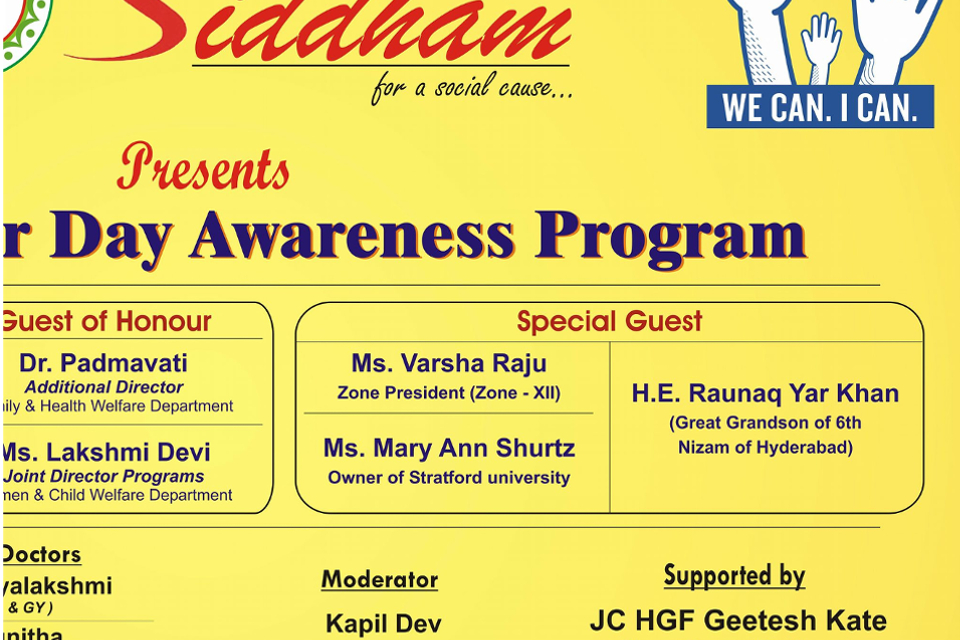 Siddham
for a social cause...
WE CAN. I CAN.
Presents
r Day Awareness Program
Guest of Honour
Dr. Padmavati
Additional Director
ily & Health Welfare Department
Ms. Lakshmi Devi
Joint Director Programs
men & Child Welfare Department
Special Guest
Ms. Varsha Raju
Zone President (Zone - XII)
Ms. Mary Ann Shurtz
Owner of Stratford university
H.E. Raunaq Yar Khan
(Great Grandson of 6th
Nizam of Hyderabad)
Doctors
yalakshmi
& GY )
nitha
Moderator
Kapil Dev
Supported by
JC HGF Geetesh Kate